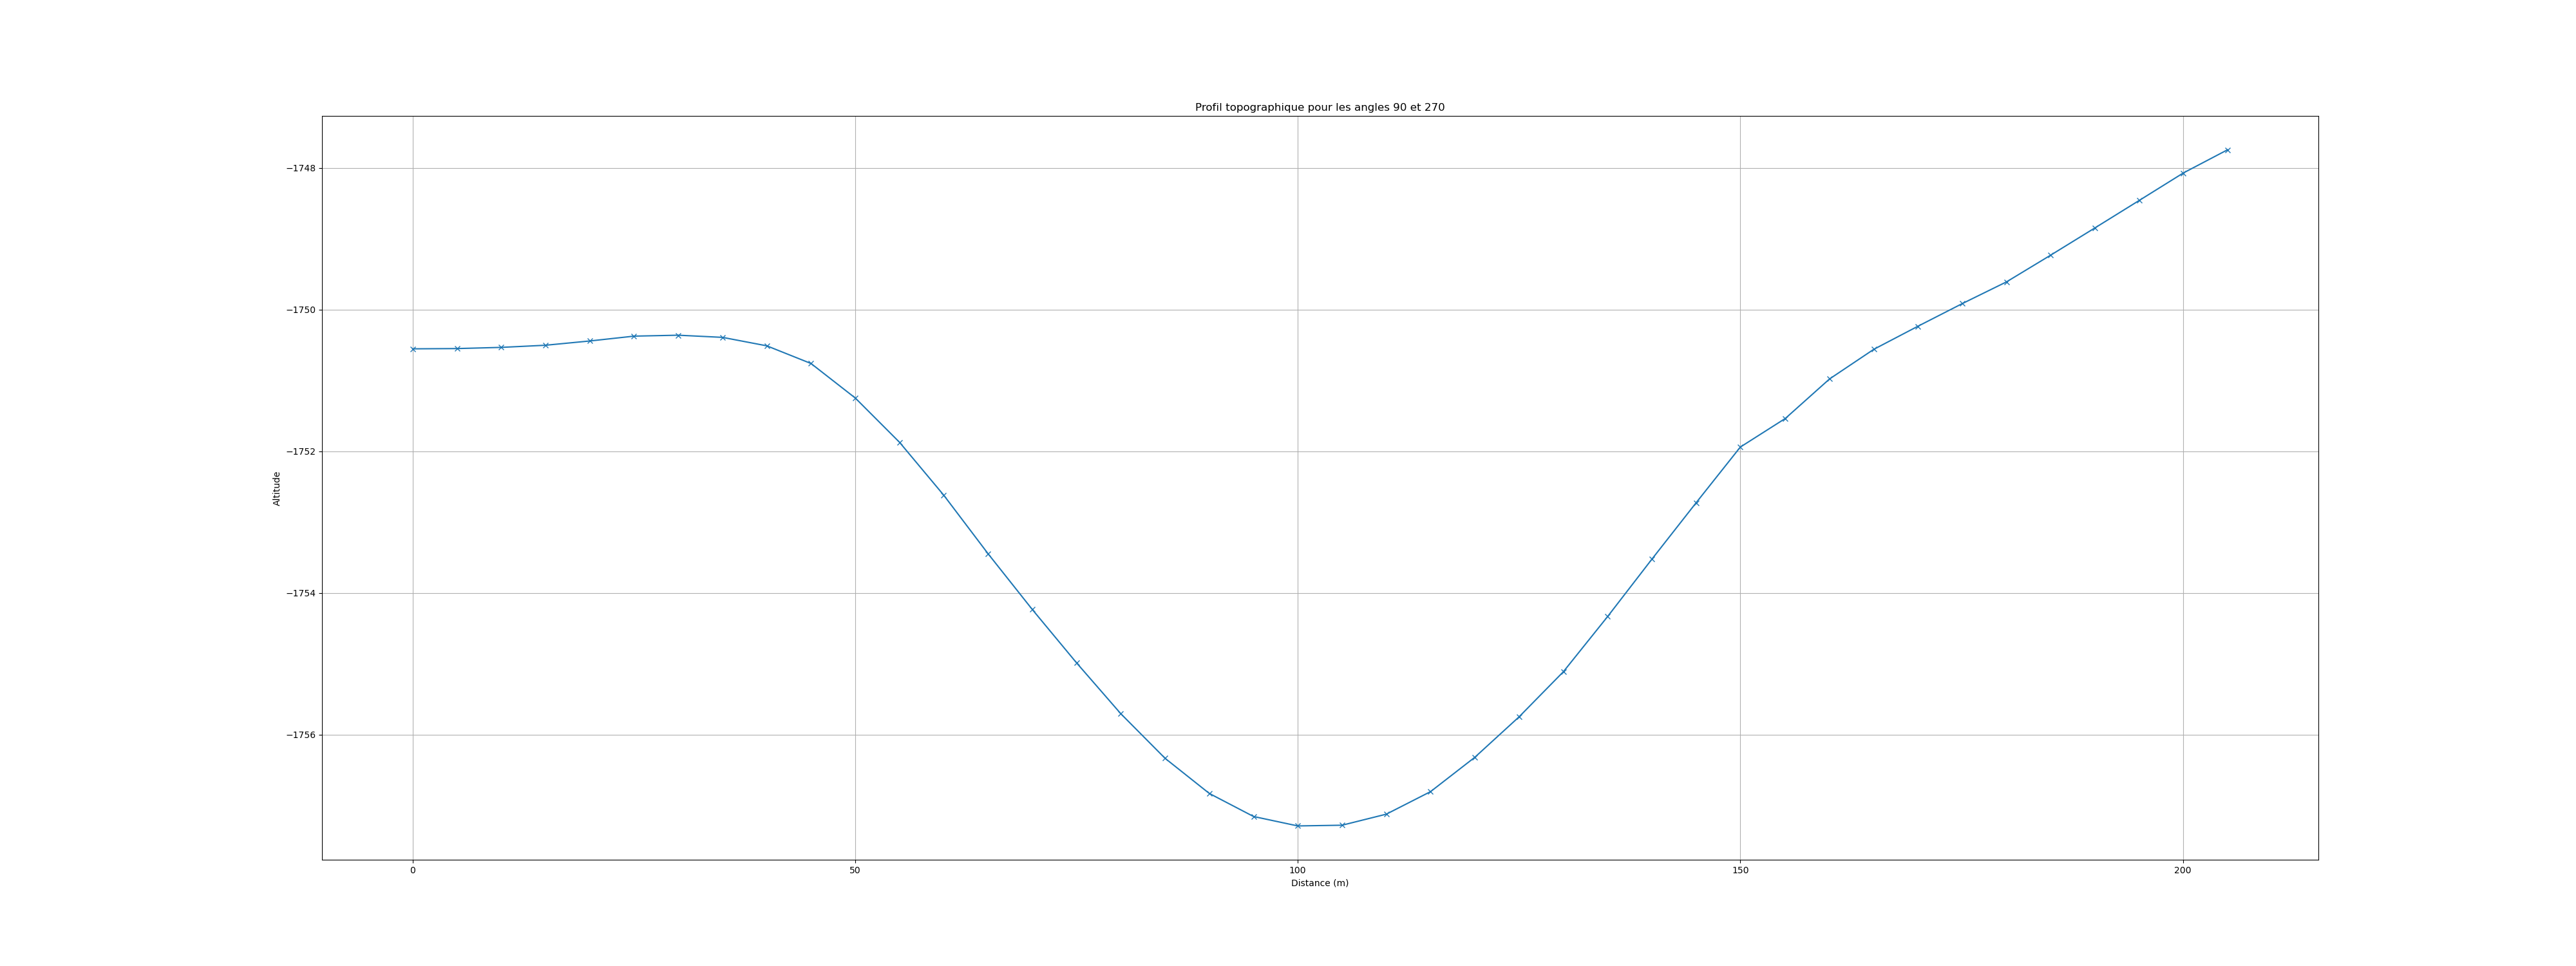 Profil topographique pour les angles 90 et 270
−1748
−1750
−1752
−1754
−1756
Altitude
0 50 100 150 200
Distance (m)